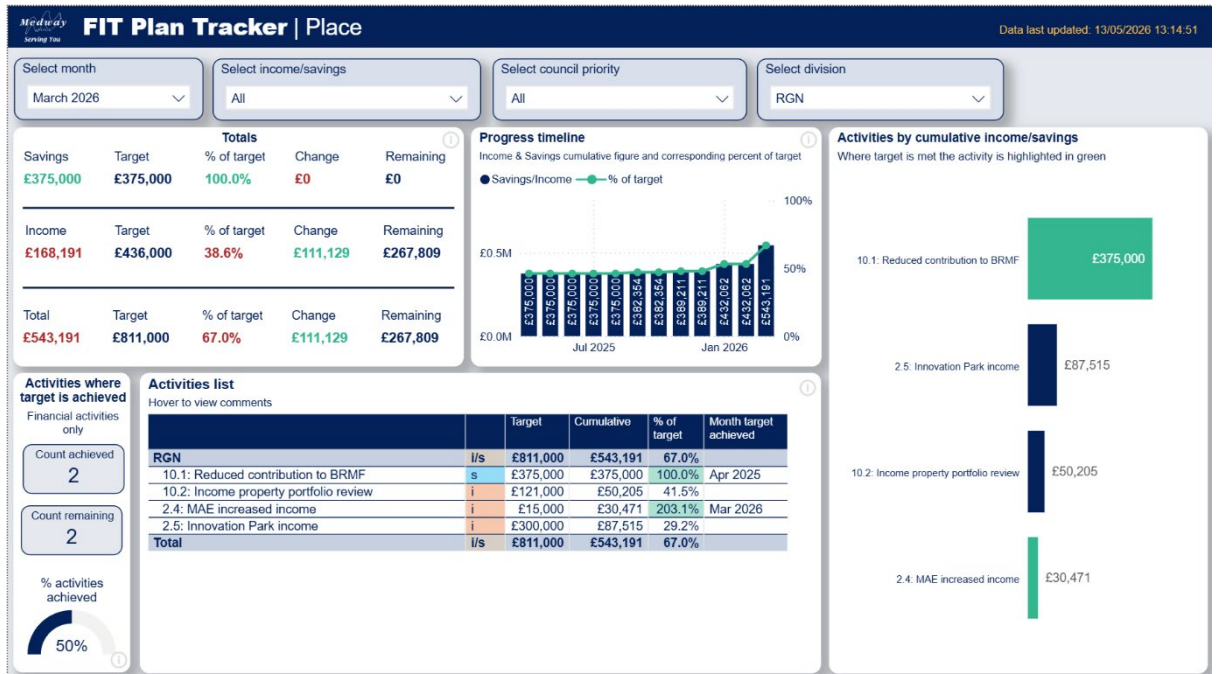 Medway
Serving You
FIT Plan Tracker | Place
Data last updated: 13/05/2026 13:14:51
Select month
March 2026
Select income/savings
All
Select council priority
All
Select division
RGN
Totals
Savings Target % of target Change Remaining
£375,000 £375,000 100.0% £0 £0
Income Target % of target Change Remaining
£168,191 £436,000 38.6% £111,129 £267,809
Total Target % of target Change Remaining
£543,191 £811,000 67.0% £111,129 £267,809
Progress timeline
Income & Savings cumulative figure and corresponding percent of target
Savings/Income % of target
100%
£0.5M
50%
£0.0M
0%
£375,000 £375,000 £375,000 £375,000 £375,000 £382,354 £382,354 £389,211 £389,211 £432,062 £432,062 £543,191
Jul 2025 Jan 2026
Activities by cumulative income/savings
Where target is met the activity is highlighted in green
10.1: Reduced contribution to BRMF £375,000
2.5: Innovation Park income £87,515
10.2: Income property portfolio review £50,205
2.4: MAE increased income £30,471
Activities where
target is achieved
Financial activities
only
Count achieved
2
Count remaining
2
% activities
achieved
50%
Activities list
Hover to view comments
Target Cumulative % of target Month target achieved
RGN i/s £811,000 £543,191 67.0%
10.1: Reduced contribution to BRMF s £375,000 £375,000 100.0% Apr 2025
10.2: Income property portfolio review i £121,000 £50,205 41.5%
2.4: MAE increased income i £15,000 £30,471 203.1% Mar 2026
2.5: Innovation Park income i £300,000 £87,515 29.2%
Total i/s £811,000 £543,191 67.0%